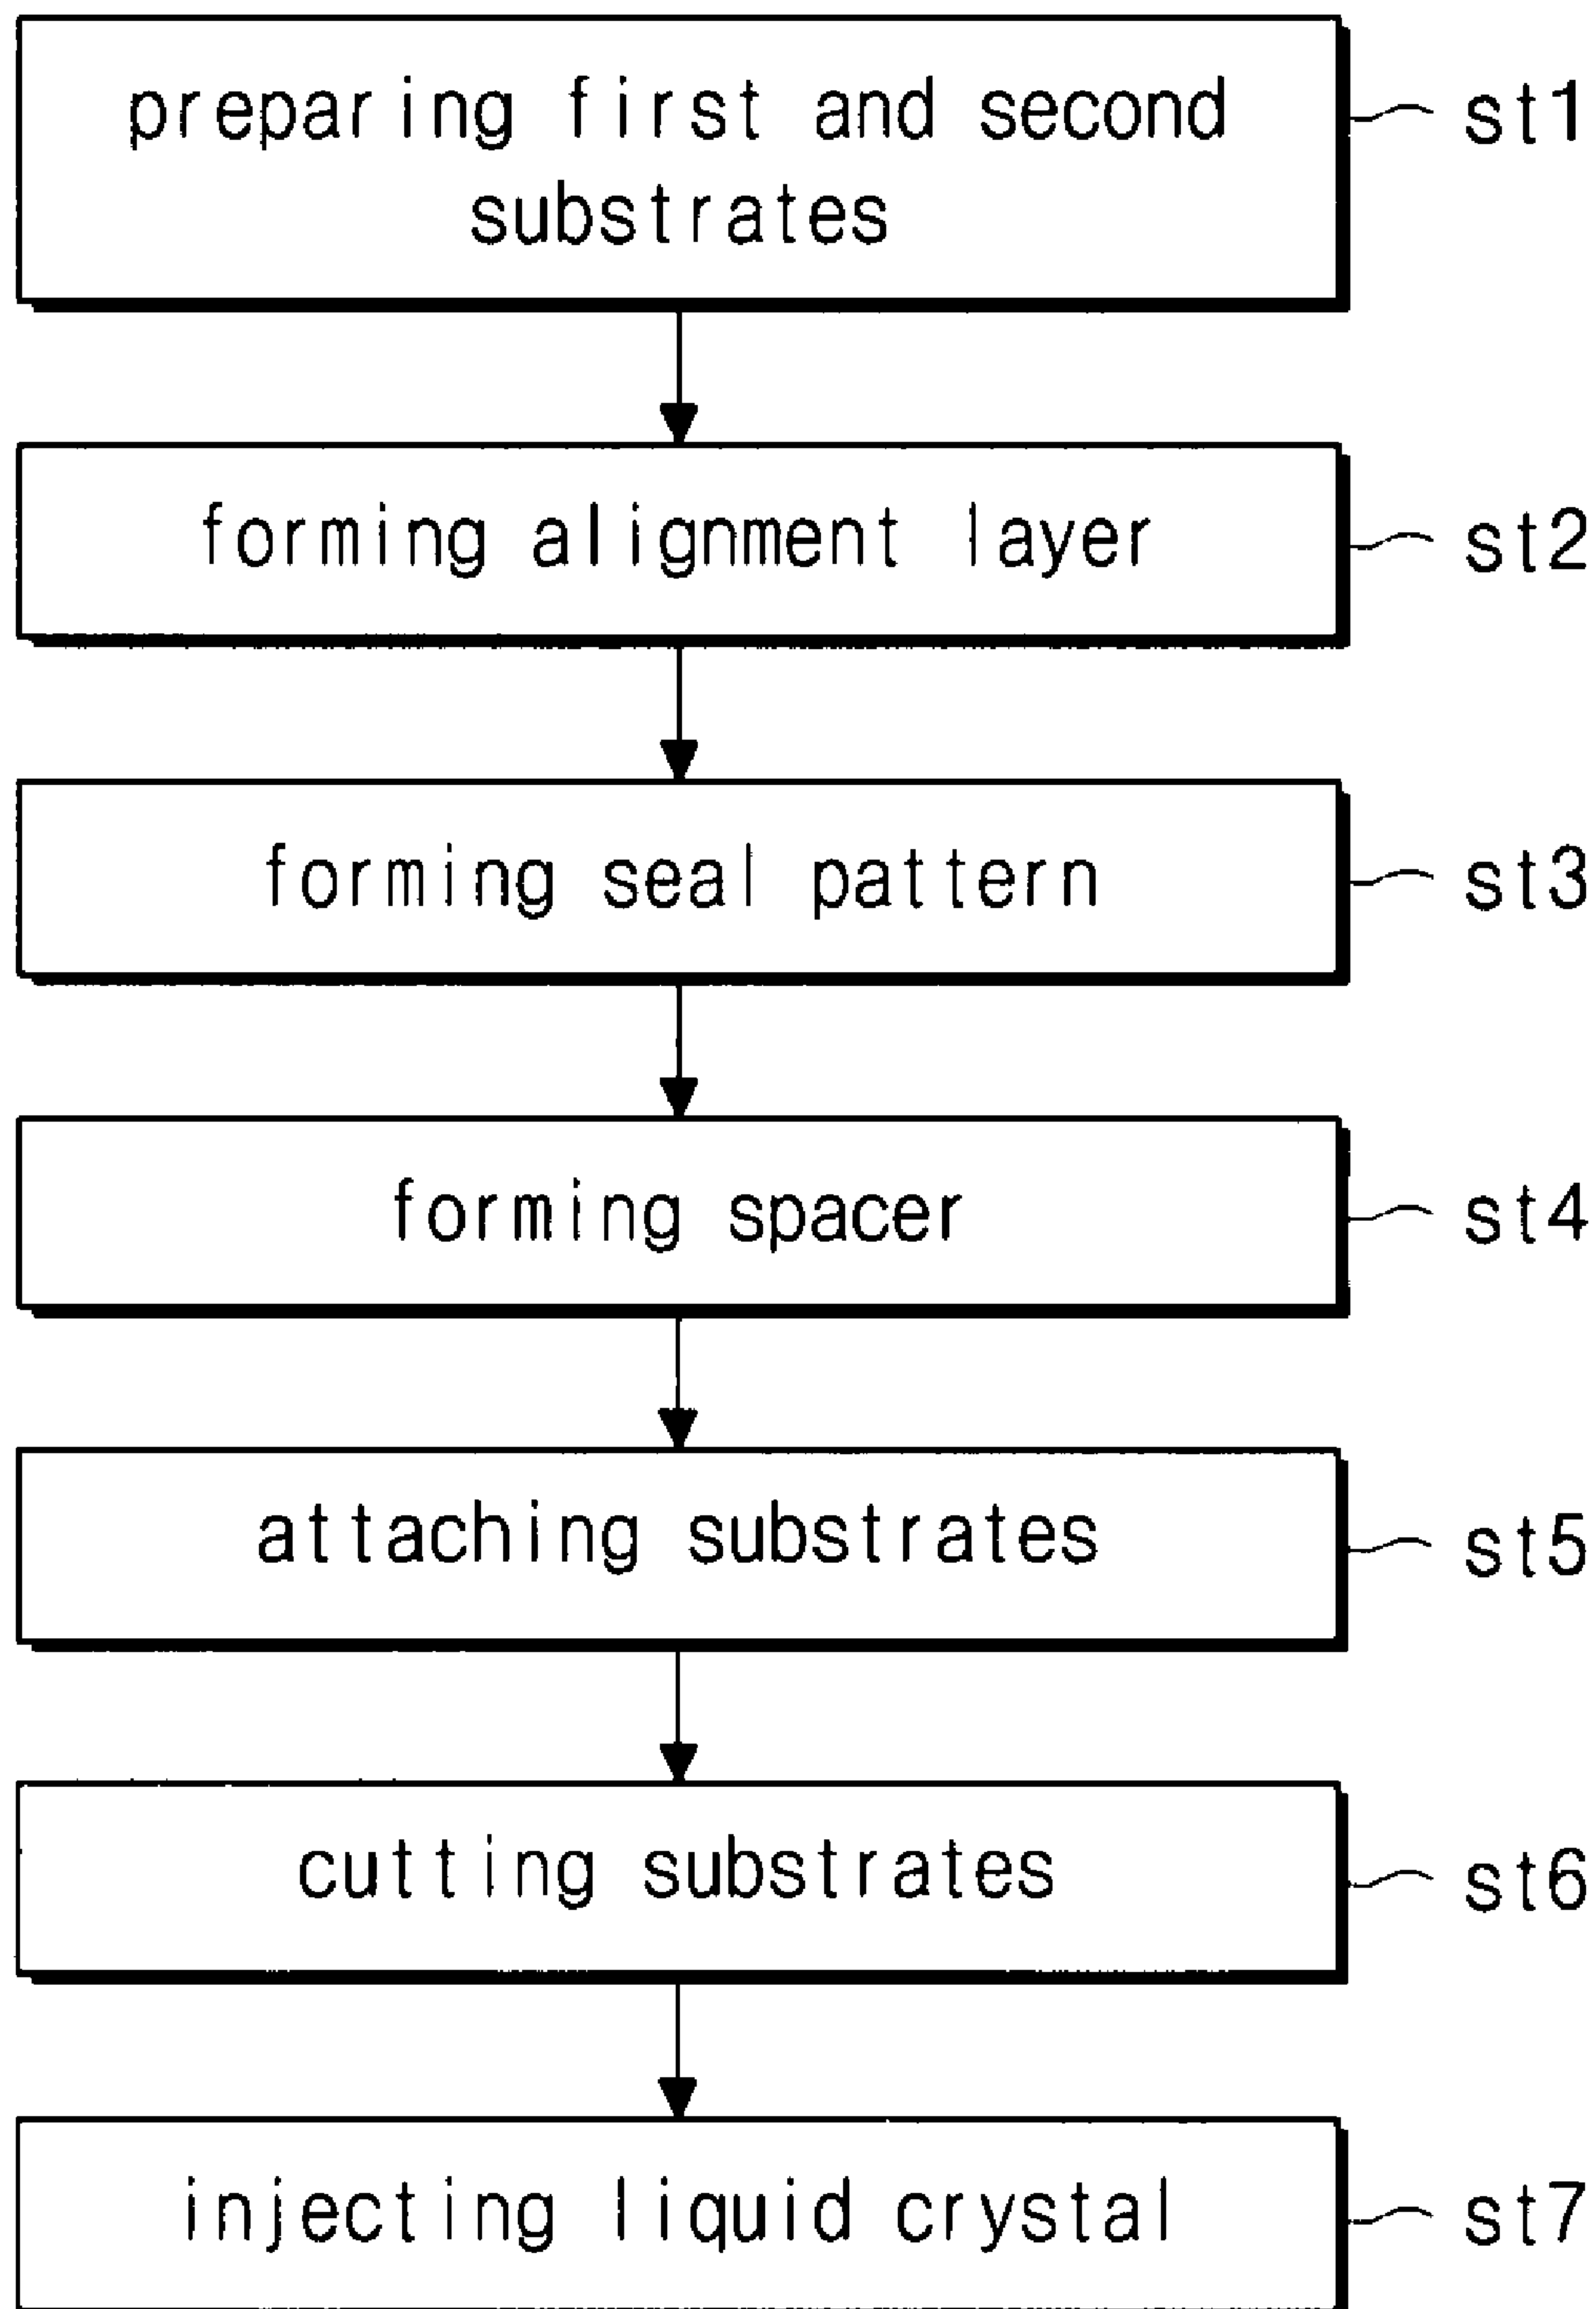 preparing first and second
substrates
st1
forming alignment layer
st2
forming seal pattern
st3
forming spacer
st4
attaching substrates
st5
cutting substrates
st6
injecting liquid crystal
st7